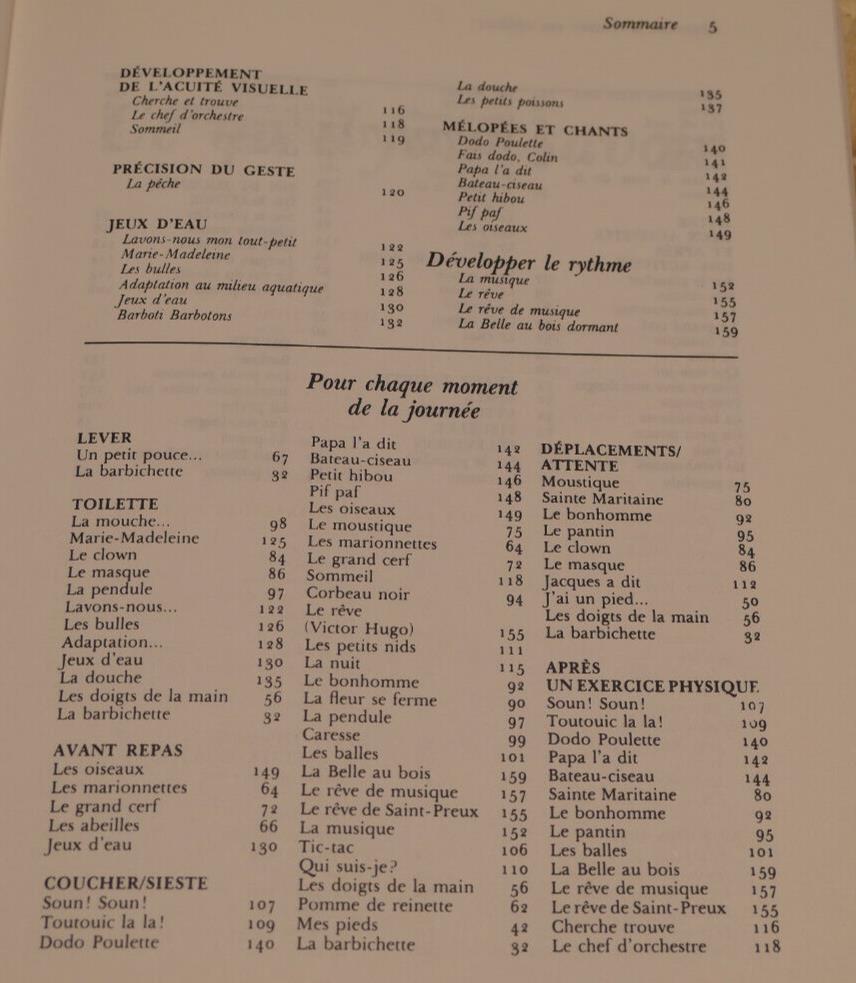 Sommaire 5
DÉVELOPPEMENT
DE L'ACUITÉ VISUELLE
Cherche et trouve 116
Le chef d'orchestre 118
Sommeil 119
PRÉCISION DU GESTE
La pêche 120
JEUX D'EAU
Lavons-nous mon tout-petit 122
Marie-Madeleine 125
Les bulles 126
Adaptation au milieu aquatique 128
Jeux d'eau 130
Barboti Barbotons 132
La douche 135
Les petits poissons 137
MÉLOPÉES ET CHANTS
Dodo Poulette 140
Fais dodo, Colin 141
Papa l'a dit 142
Bateau-ciseau 144
Petit hibou 146
Pif paf 148
Les oiseaux 149
Développer le rythme
La musique 152
Le rêve 155
Le rêve de musique 157
La Belle au bois dormant 159
Pour chaque moment
de la journée
LEVER
Un petit pouce... 67
La barbichette 32
TOILETTE
La mouche... 98
Marie-Madeleine 125
Le clown 84
Le masque 86
La pendule 97
Lavons-nous... 122
Les bulles 126
Adaptation... 128
Jeux d'eau 130
La douche 135
Les doigts de la main 56
La barbichette 32
AVANT REPAS
Les oiseaux 149
Les marionnettes 64
Le grand cerf 72
Les abeilles 66
Jeux d'eau 130
COUCHER/SIESTE
Soun! Soun! 107
Toutouic la la! 109
Dodo Poulette 140
Papa l'a dit 142
Bateau-ciseau 144
Petit hibou 146
Pif paf 148
Les oiseaux 149
Le moustique 75
Les marionnettes 64
Le grand cerf 72
Sommeil 118
Corbeau noir 94
Le rêve
(Victor Hugo) 155
Les petits nids 111
La nuit 115
Le bonhomme 92
La fleur se ferme 90
La pendule 97
Caresse 99
Les balles 101
La Belle au bois 159
Le rêve de musique 157
Le rêve de Saint-Preux 155
La musique 152
Tic-tac 106
Qui suis-je? 110
Les doigts de la main 56
Pomme de reinette 62
Mes pieds 42
La barbichette 32
DÉPLACEMENTS/
ATTENTE
Moustique 75
Sainte Maritaine 80
Le bonhomme 92
Le pantin 95
Le clown 84
Le masque 86
Jacques a dit 112
J'ai un pied... 50
Les doigts de la main 56
La barbichette 32
APRÈS
UN EXERCICE PHYSIQUE
Soun! Soun! 107
Toutouic la la! 109
Dodo Poulette 140
Papa l'a dit 142
Bateau-ciseau 144
Sainte Maritaine 80
Le bonhomme 92
Le pantin 95
Les balles 101
La Belle au bois 159
Le rêve de musique 157
Le rêve de Saint-Preux 155
Cherche trouve 116
Le chef d'orchestre 118